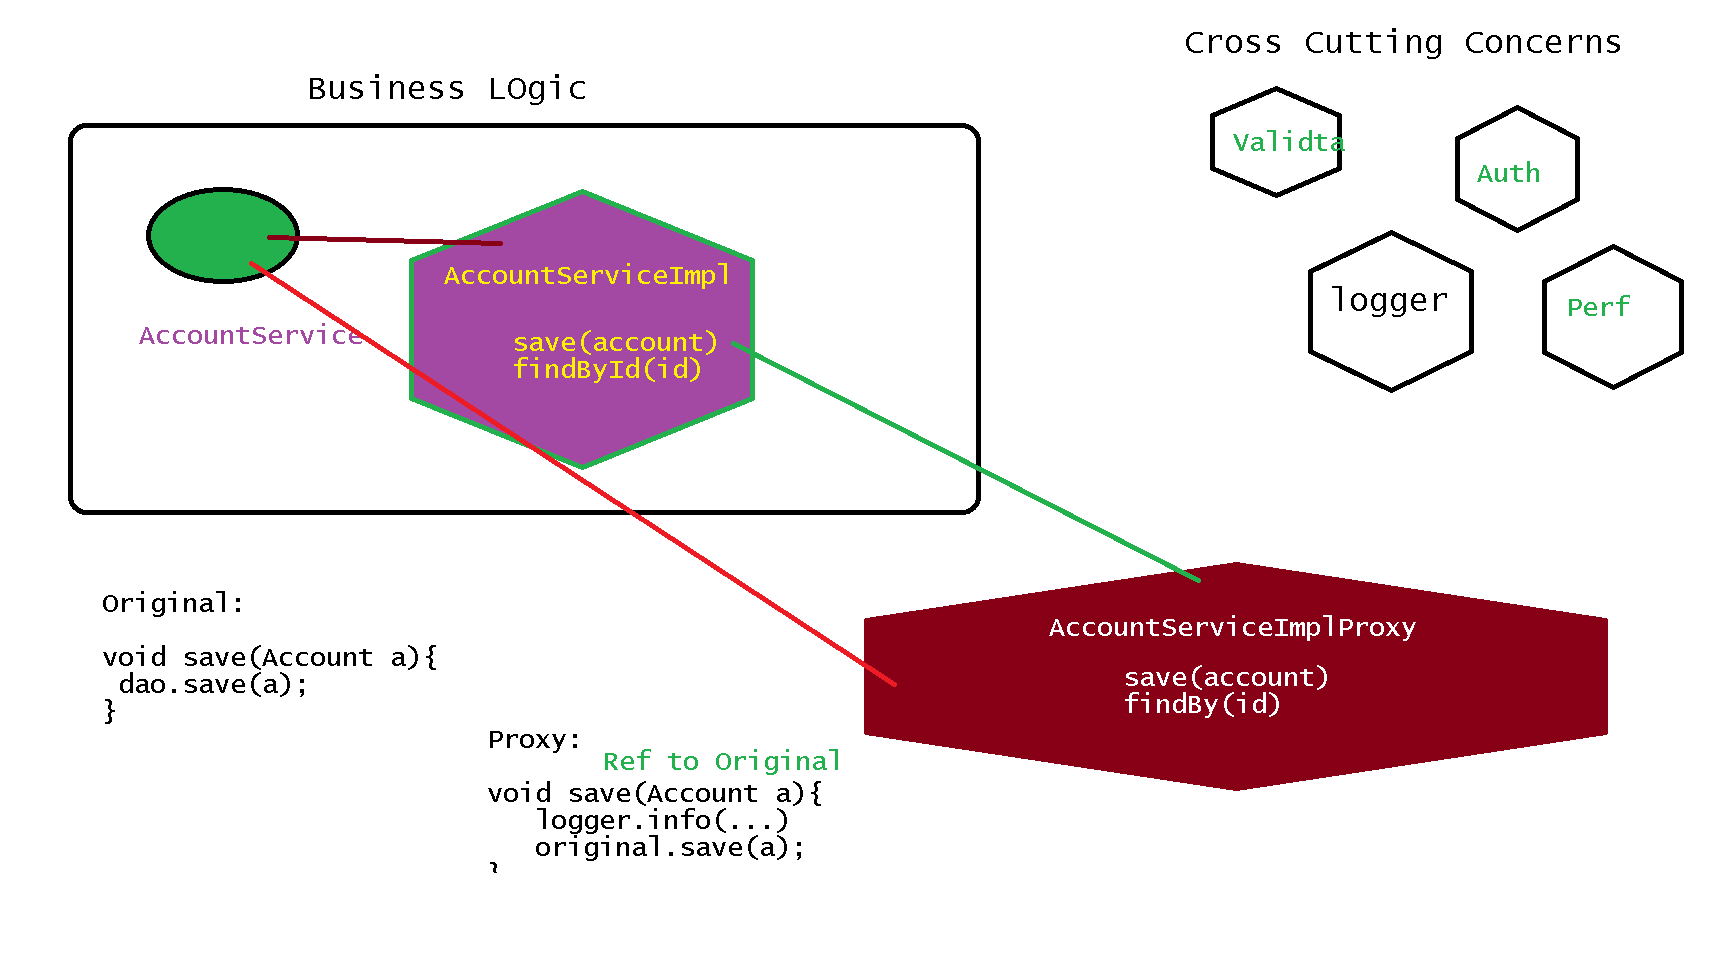 Cross Cutting Concerns
Business LOgic
Validta
Auth
logger
Perf
AccountService
AccountServiceImpl
save(account)
findById(id)
AccountServiceImplProxy
save(account)
findBy(id)
Original:
void save(Account a){
dao.save(a);
}
Proxy:
Ref to Original
void save(Account a){
logger.info(...)
original.save(a);
}